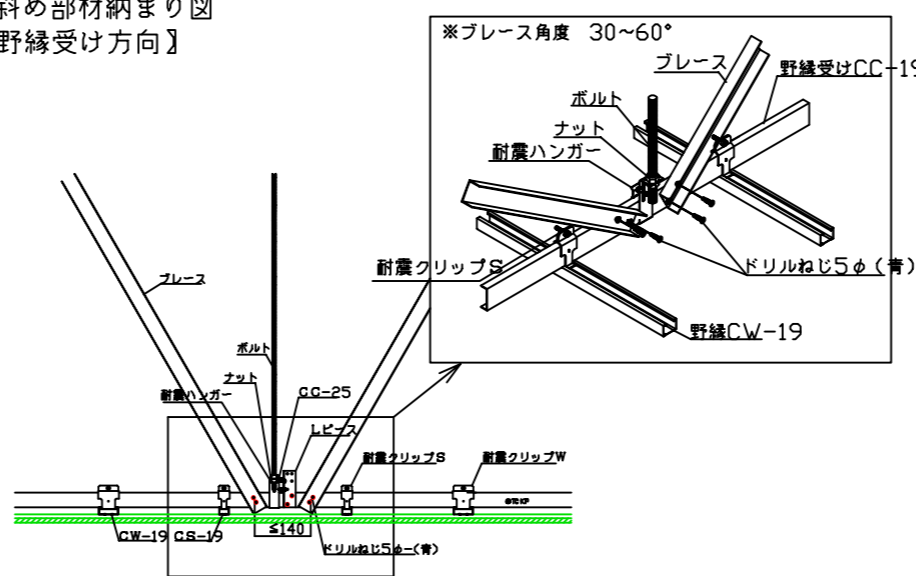 斜め部材納まり図
野縁受け方向】
※ブレース角度 30~60°
ブレース
野縁受けCC-19
ボルト
ナット
耐震ハンガー
耐震クリップS
ドリルねじ5φ(青)
野縁CW-19
ブレース
ボルト
ナット
耐震ハンガー
CC-25
Lピース
耐震クリップS
耐震クリップW
CW-19
CS-19
≦140
ドリルねじ5φ-(青)